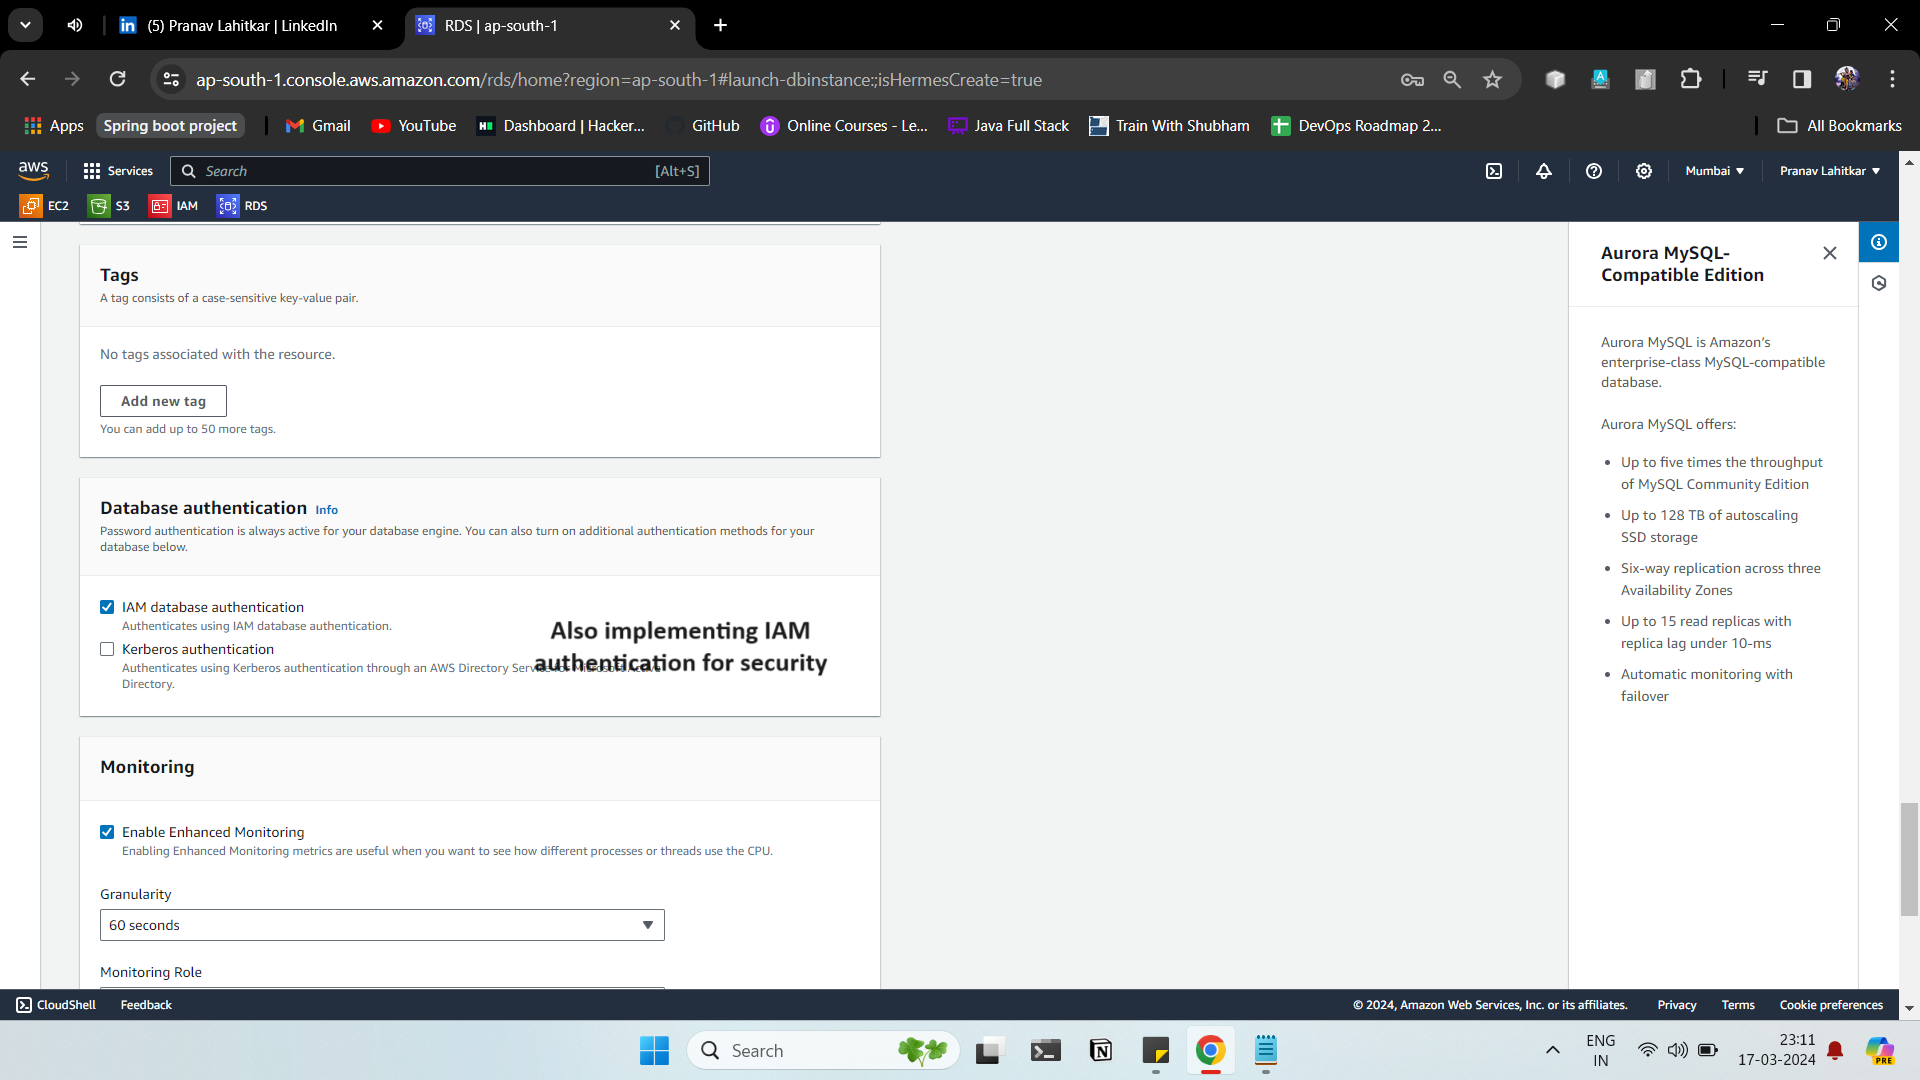 (5) Pranav Lahitkar | LinkedIn
RDS | ap-south-1
ap-south-1.console.aws.amazon.com/rds/home?region=ap-south-1#launch-dbinstance:;isHermesCreate=true
Apps
Spring boot project
Gmail
YouTube
Dashboard | Hacker...
GitHub
Online Courses - Le...
Java Full Stack
Train With Shubham
DevOps Roadmap 2...
All Bookmarks
aws
Services
Search
[Alt+S]
Mumbai
Pranav Lahitkar
EC2
S3
IAM
RDS
Tags
A tag consists of a case-sensitive key-value pair.
No tags associated with the resource.
Add new tag
You can add up to 50 more tags.
Database authentication Info
Password authentication is always active for your database engine. You can also turn on additional authentication methods for your
database below.
IAM database authentication
Authenticates using IAM database authentication.
Kerberos authentication
Authenticates using Kerberos authentication through an AWS Directory Service for Microsoft Active
Directory.
Also implementing IAM
authentication for security
Monitoring
Enable Enhanced Monitoring
Enabling Enhanced Monitoring metrics are useful when you want to see how different processes or threads use the CPU.
Granularity
60 seconds
Monitoring Role
Aurora MySQL-
Compatible Edition
Aurora MySQL is Amazon's
enterprise-class MySQL-compatible
database.
Aurora MySQL offers:
Up to five times the throughput
of MySQL Community Edition
Up to 128 TB of autoscaling
SSD storage
Six-way replication across three
Availability Zones
Up to 15 read replicas with
replica lag under 10-ms
Automatic monitoring with
failover
CloudShell
Feedback
© 2024, Amazon Web Services, Inc. or its affiliates.
Privacy
Terms
Cookie preferences
Search
ENG
IN
23:11
17-03-2024
PRE